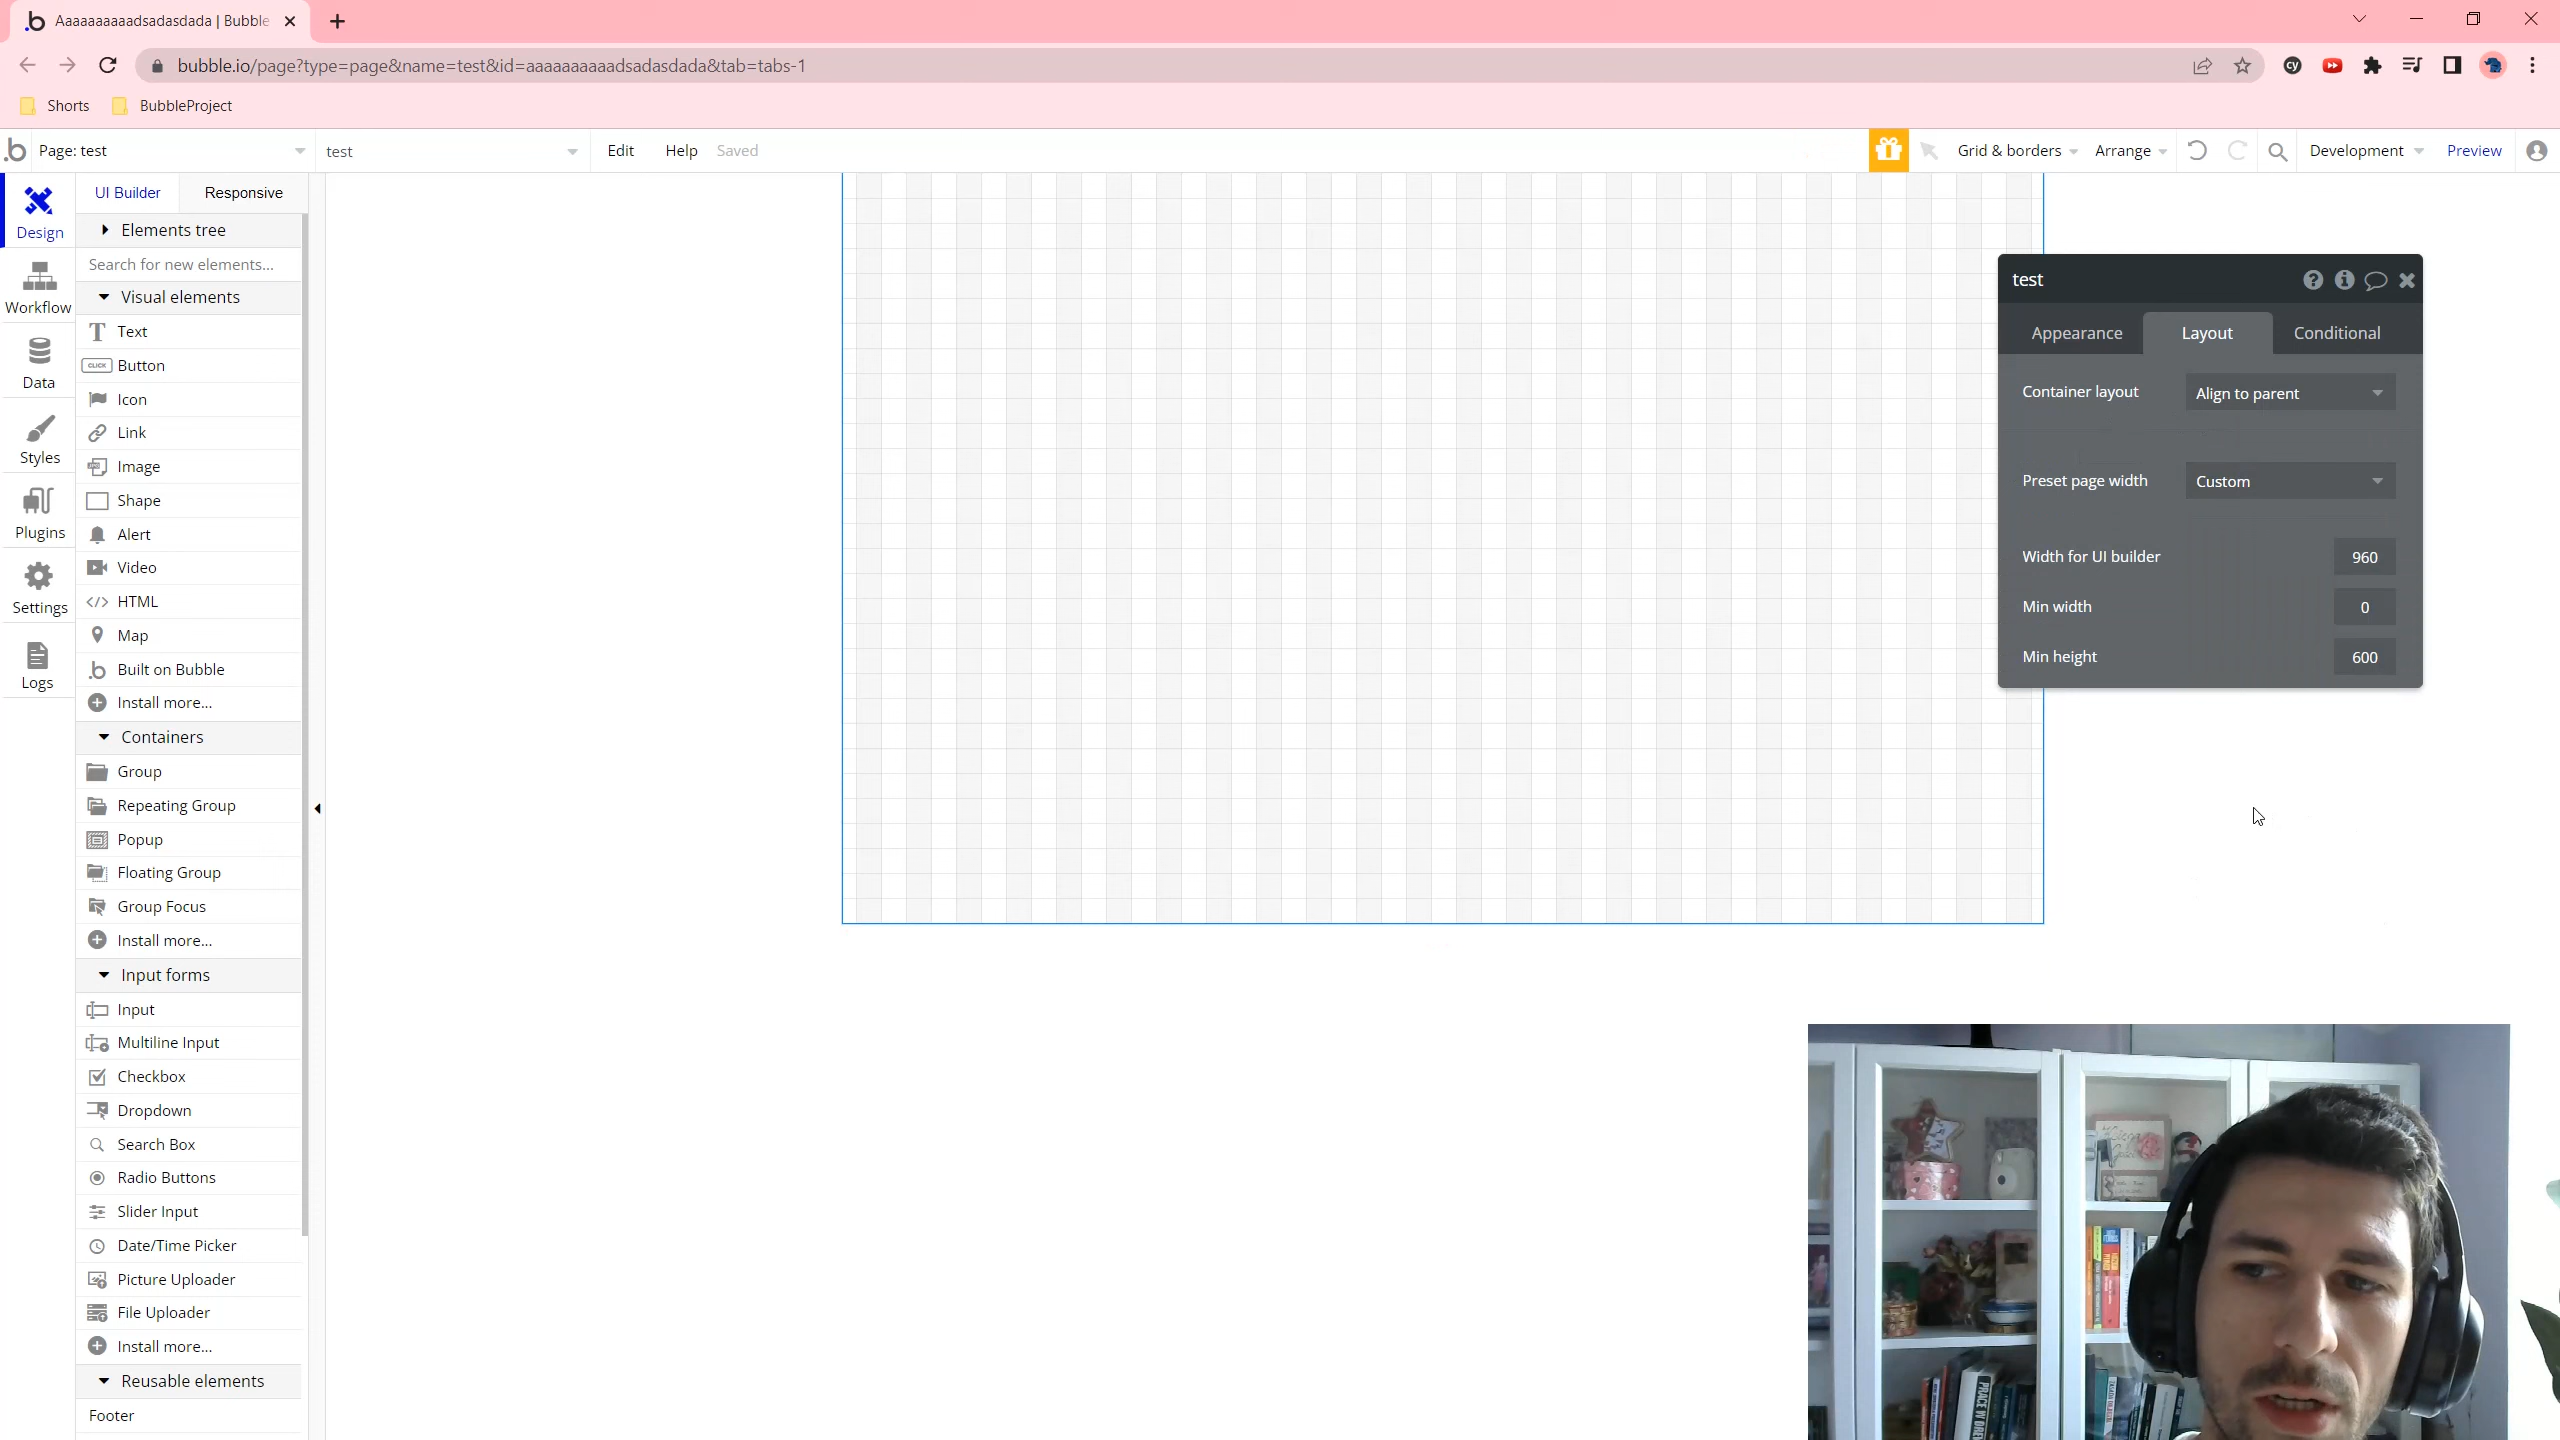 Aaaaaaaaaadsadasdada | Bubble
bubble.io/page?type=page&name=test&id=aaaaaaaaaadsadasdada&tab=tabs-1
Shorts
BubbleProject
Page: test
test
Edit
Help
Saved
Grid & borders
Arrange
Development
Preview
Design
Workflow
Data
Styles
Plugins
Settings
Logs
UI Builder
Responsive
Elements tree
Search for new elements...
Visual elements
Text
CLICK
Button
Icon
Link
Image
Shape
Alert
Video
HTML
Map
Built on Bubble
Install more...
Containers
Group
Repeating Group
Popup
Floating Group
Group Focus
Install more...
Input forms
Input
Multiline Input
Checkbox
Dropdown
Search Box
Radio Buttons
Slider Input
Date/Time Picker
Picture Uploader
File Uploader
Install more...
Reusable elements
Footer
test
Appearance
Layout
Conditional
Container layout
Align to parent
Preset page width
Custom
Width for UI builder
960
Min width
0
Min height
600